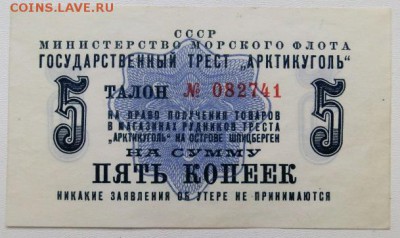 COINS.LAVE.RU
СССР
МИНИСТЕРСТВО МОРСКОГО ФЛОТА
ГОСУДАРСТВЕННЫЙ ТРЕСТ „АРКТИКУГОЛЬ"
ТАЛОН № 082741
5 5
НА ПРАВО ПОЛУЧЕНИЯ ТОВАРОВ
В МАГАЗИНАХ РУДНИКОВ ТРЕСТА
„АРКТИКУГОЛЬ" НА ОСТРОВЕ ШПИЦБЕРГЕН
НА СУММУ
ПЯТЬ КОПЕЕК
НИКАКИЕ ЗАЯВЛЕНИЯ ОБ УТЕРЕ НЕ ПРИНИМАЮТСЯ